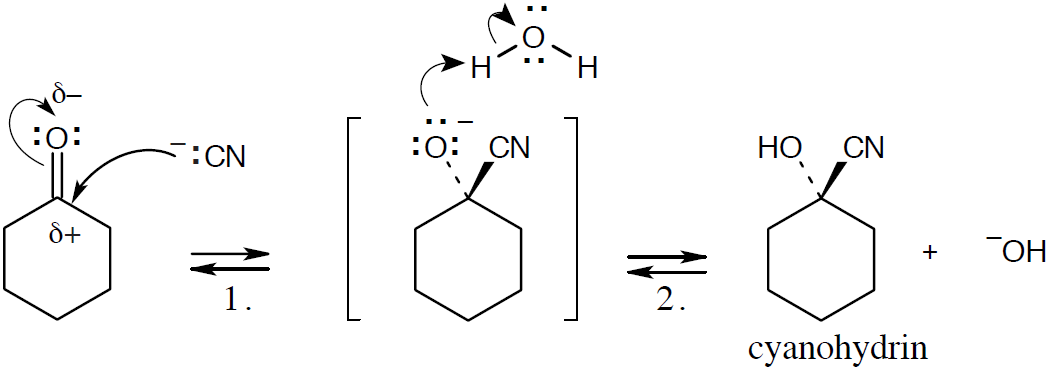 O
H
H
δ−
:O:
− :CN
:O: −
CN
HO
CN
δ+
+
−OH
1.
2.
cyanohydrin